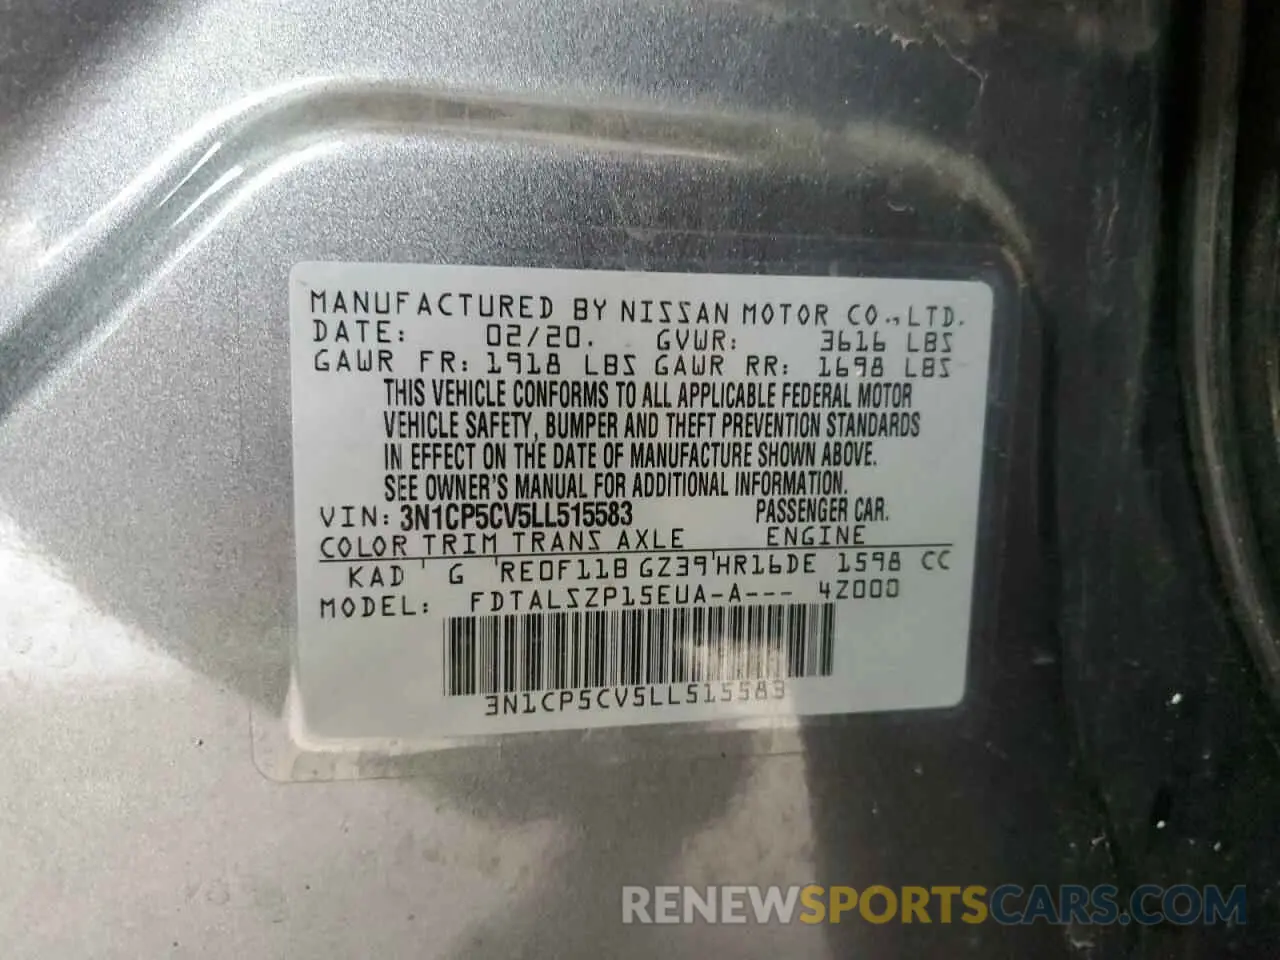 MANUFACTURED BY NISSAN MOTOR CO., LTD.
DATE: 02/20. GVWR: 3616 LBS
GAWR FR: 1918 LBS GAWR RR: 1698 LBS
THIS VEHICLE CONFORMS TO ALL APPLICABLE FEDERAL MOTOR
VEHICLE SAFETY, BUMPER AND THEFT PREVENTION STANDARDS
IN EFFECT ON THE DATE OF MANUFACTURE SHOWN ABOVE.
SEE OWNER'S MANUAL FOR ADDITIONAL INFORMATION.
VIN: 3N1CP5CV5LL515583 PASSENGER CAR.
COLOR TRIM TRANS AXLE ENGINE
KAD ' G 'RE0F11B GZ39'HR16DE 1598 CC
MODEL: FDTALSZP15EUA-A--- 4Z000
3N1CP5CV5LL515583
RENEWSPORTSCARS.COM